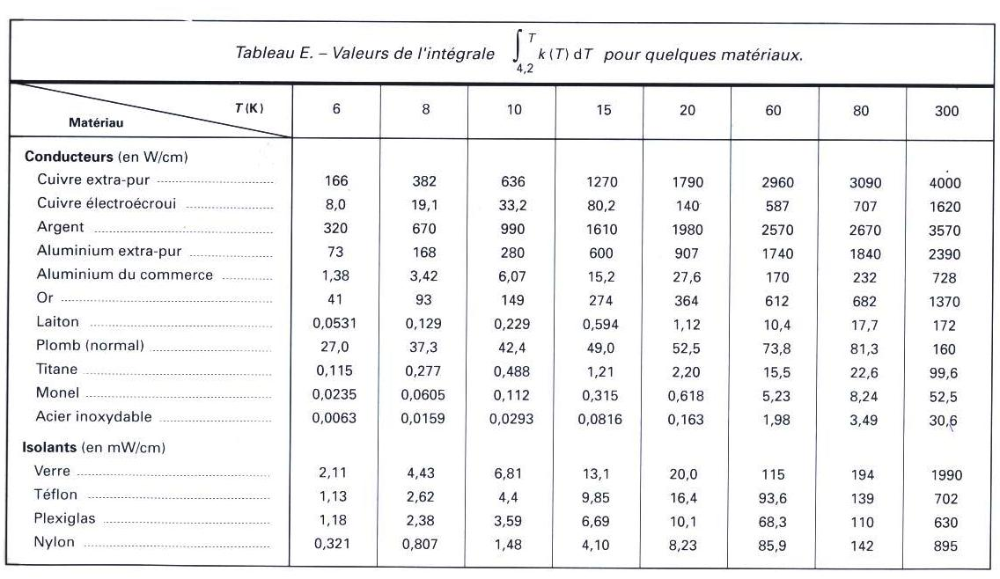 Tableau E. – Valeurs de l'intégrale ∫ T 4,2 k (T) dT pour quelques matériaux.
Matériau T (K) 6 8 10 15 20 60 80 300
Conducteurs (en W/cm)
Cuivre extra-pur 166 382 636 1270 1790 2960 3090 4000
Cuivre électroécroui 8,0 19,1 33,2 80,2 140 587 707 1620
Argent 320 670 990 1610 1980 2570 2670 3570
Aluminium extra-pur 73 168 280 600 907 1740 1840 2390
Aluminium du commerce 1,38 3,42 6,07 15,2 27,6 170 232 728
Or 41 93 149 274 364 612 682 1370
Laiton 0,0531 0,129 0,229 0,594 1,12 10,4 17,7 172
Plomb (normal) 27,0 37,3 42,4 49,0 52,5 73,8 81,3 160
Titane 0,115 0,277 0,488 1,21 2,20 15,5 22,6 99,6
Monel 0,0235 0,0605 0,112 0,315 0,618 5,23 8,24 52,5
Acier inoxydable 0,0063 0,0159 0,0293 0,0816 0,163 1,98 3,49 30,6
Isolants (en mW/cm)
Verre 2,11 4,43 6,81 13,1 20,0 115 194 1990
Téflon 1,13 2,62 4,4 9,85 16,4 93,6 139 702
Plexiglas 1,18 2,38 3,59 6,69 10,1 68,3 110 630
Nylon 0,321 0,807 1,48 4,10 8,23 85,9 142 895